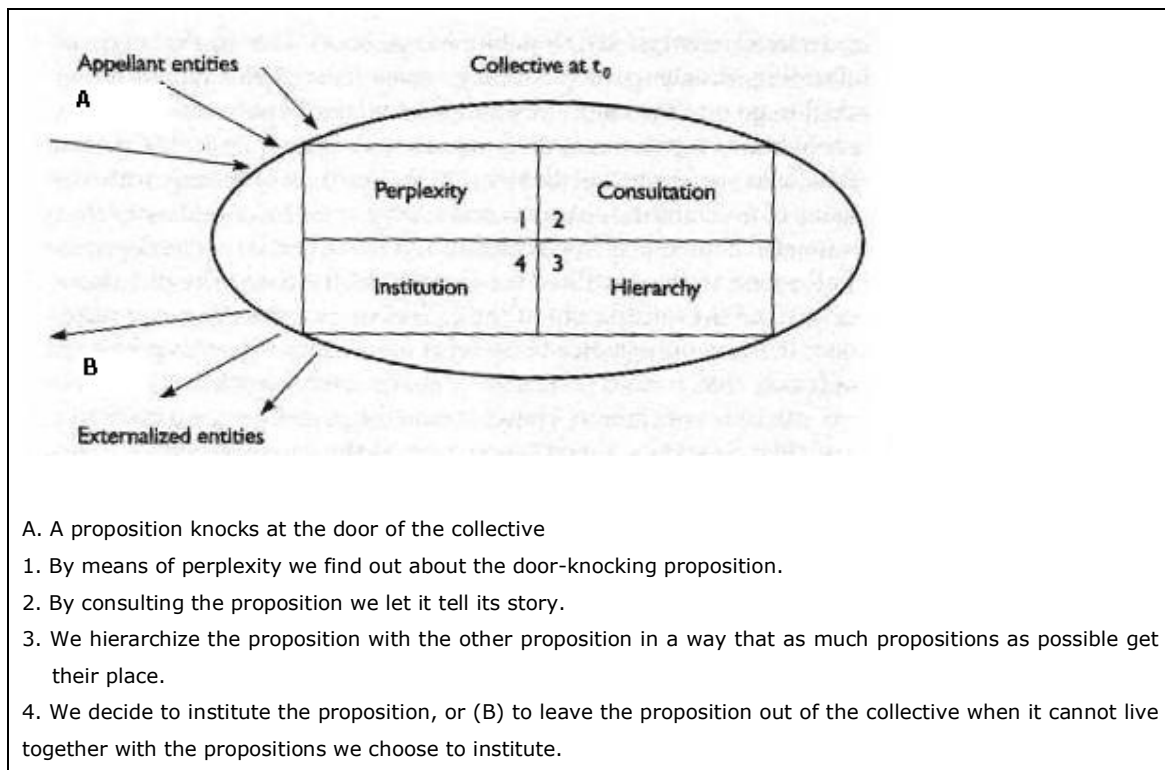 Appellant entities
Collective at t₀
A
Perplexity
Consultation
1
2
4
3
Institution
Hierarchy
B
Externalized entities
A. A proposition knocks at the door of the collective
1. By means of perplexity we find out about the door-knocking proposition.
2. By consulting the proposition we let it tell its story.
3. We hierarchize the proposition with the other proposition in a way that as much propositions as possible get
their place.
4. We decide to institute the proposition, or (B) to leave the proposition out of the collective when it cannot live
together with the propositions we choose to institute.